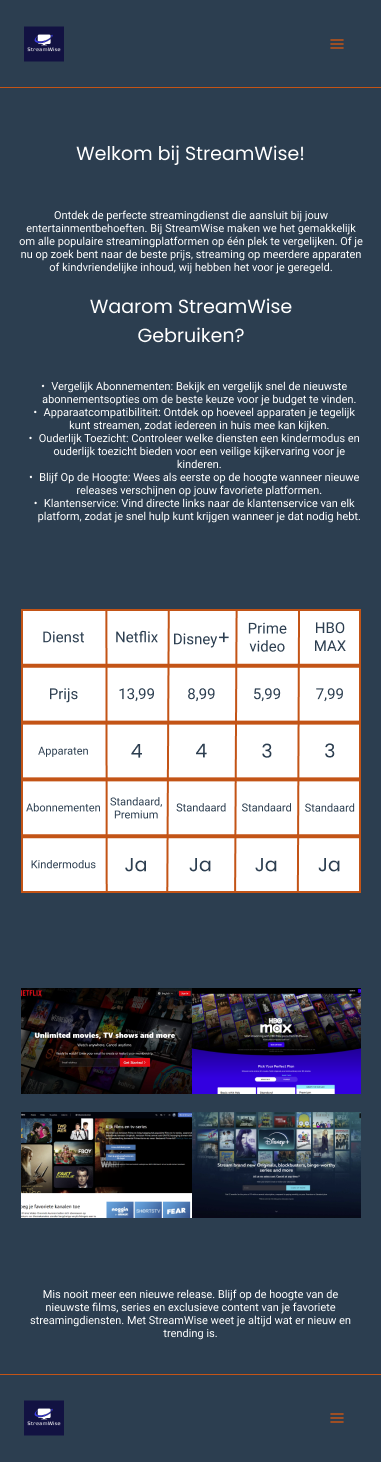 StreamWise
Welkom bij StreamWise!
Ontdek de perfecte streamingdienst die aansluit bij jouw
entertainmentbehoeften. Bij StreamWise maken we het gemakkelijk
om alle populaire streamingplatformen op één plek te vergelijken. Of je
nu op zoek bent naar de beste prijs, streaming op meerdere apparaten
of kindvriendelijke inhoud, wij hebben het voor je geregeld.
Waarom StreamWise
Gebruiken?
• Vergelijk Abonnementen: Bekijk en vergelijk snel de nieuwste
abonnementsopties om de beste keuze voor je budget te vinden.
• Apparaatcompatibiliteit: Ontdek op hoeveel apparaten je tegelijk
kunt streamen, zodat iedereen in huis mee kan kijken.
• Ouderlijk Toezicht: Controleer welke diensten een kindermodus en
ouderlijk toezicht bieden voor een veilige kijkervaring voor je
kinderen.
• Blijf Op de Hoogte: Wees als eerste op de hoogte wanneer nieuwe
releases verschijnen op jouw favoriete platformen.
• Klantenservice: Vind directe links naar de klantenservice van elk
platform, zodat je snel hulp kunt krijgen wanneer je dat nodig hebt.
Dienst Netflix Disney+ Prime video HBO MAX
Prijs 13,99 8,99 5,99 7,99
Apparaten 4 4 3 3
Abonnementen Standaard, Premium Standaard Standaard Standaard
Kindermodus Ja Ja Ja Ja
Unlimited movies, TV shows and more
Get Started
HBO
max
Pick Your Perfect Plan
films en tv series
je favoriete kanalen toe
noggin
SHORTSTV
FEAR
Disney+
Stream brand new Originals, blockbusters, binge-worthy
series and more
Mis nooit meer een nieuwe release. Blijf op de hoogte van de
nieuwste films, series en exclusieve content van je favoriete
streamingdiensten. Met StreamWise weet je altijd wat er nieuw en
trending is.
StreamWise